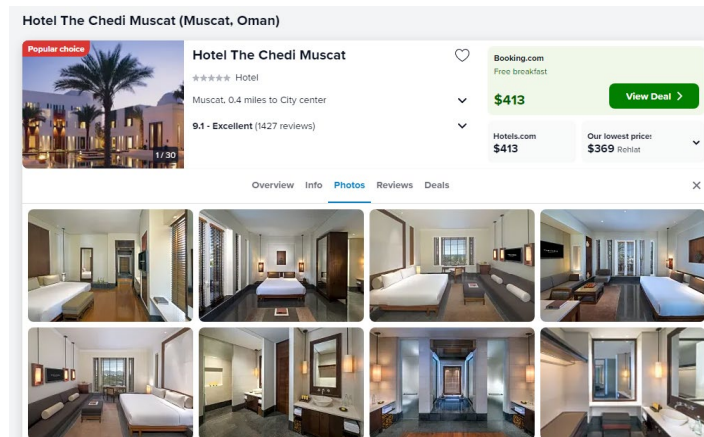 Hotel The Chedi Muscat (Muscat, Oman)
Popular choice
1/30
Hotel The Chedi Muscat
Hotel
Muscat, 0.4 miles to City center
9.1 - Excellent (1427 reviews)
Booking.com
Free breakfast
$413
View Deal
Hotels.com
$413
Our lowest price:
$369 Rehlat
Overview Info Photos Reviews Deals